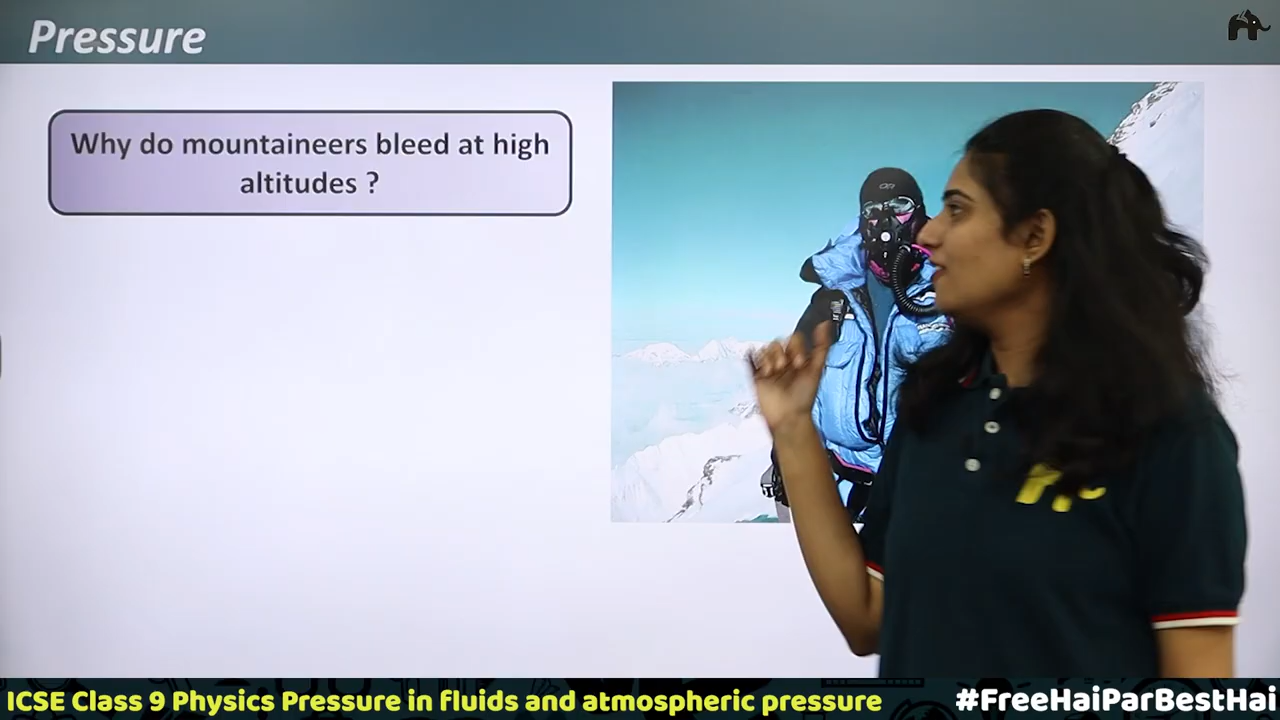 Pressure
Why do mountaineers bleed at high
altitudes ?
OR
ICSE Class 9 Physics Pressure in fluids and atmospheric pressure
#FreeHaiParBestHai